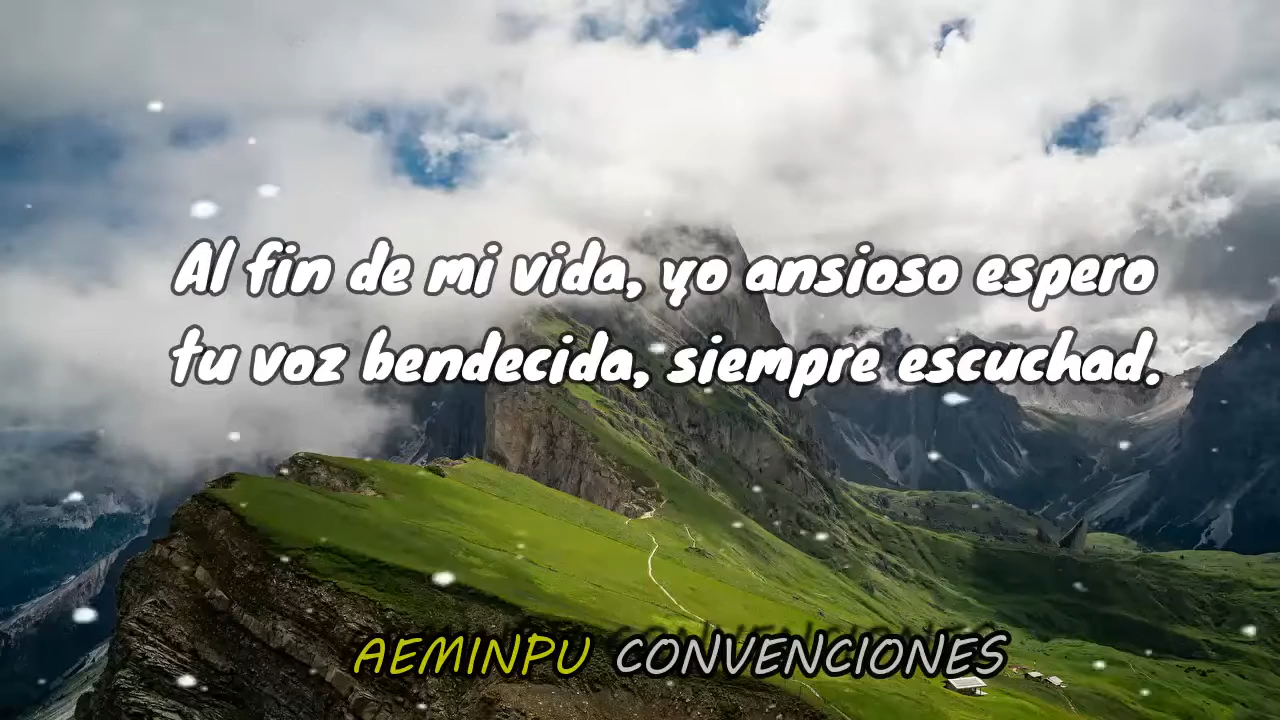 Al fin de mi vida, yo ansioso espero
tu voz bendecida, siempre escuchad.
AEMINPU CONVENCIONES